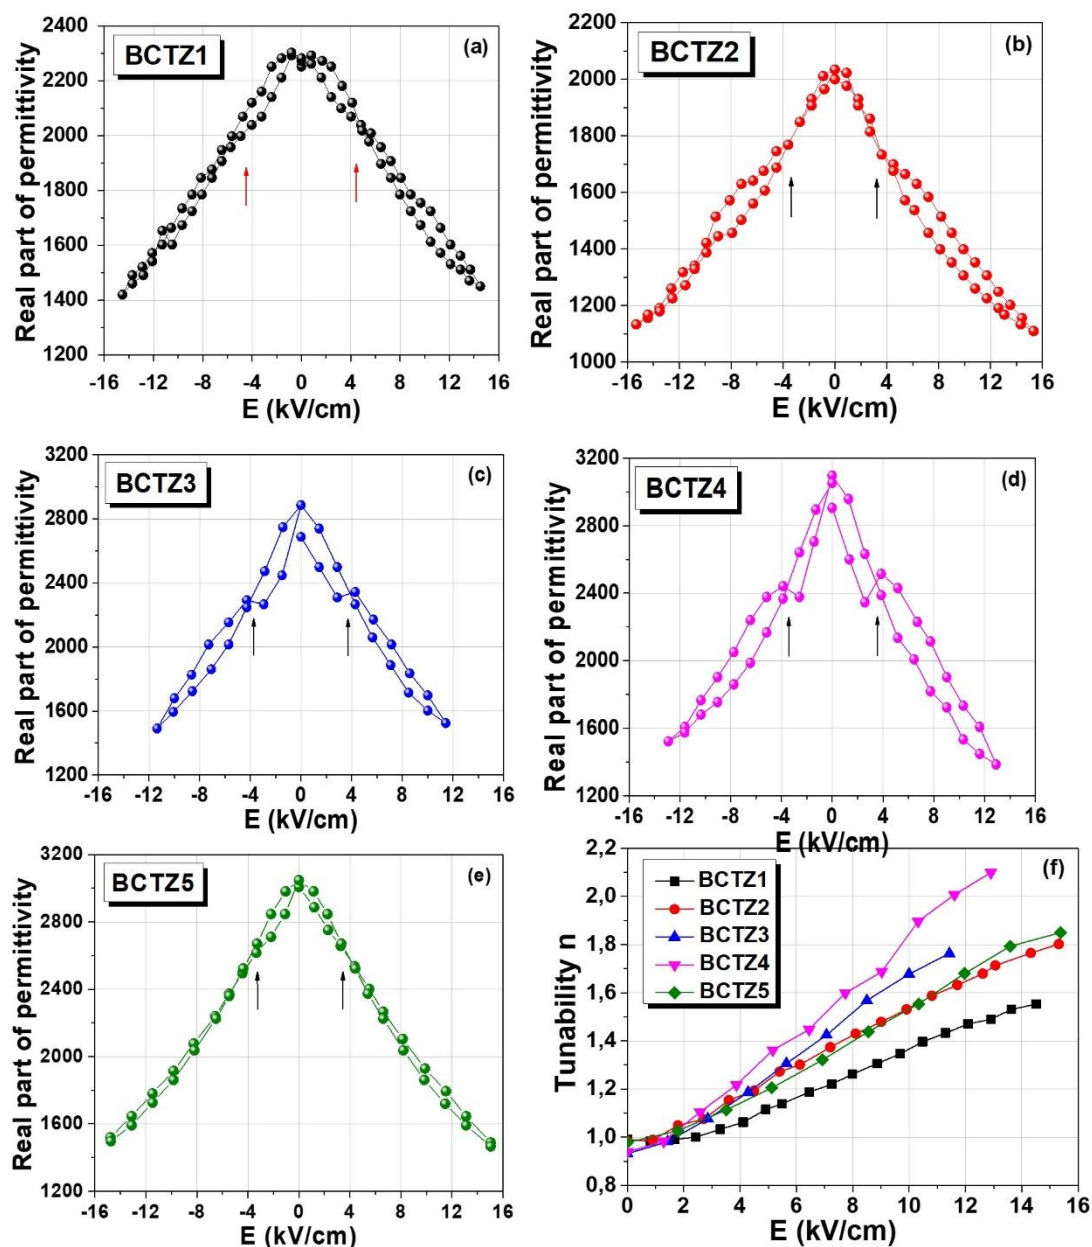 BCTZ1
(a)
Real part of permittivity
2400
2200
2000
1800
1600
1400
1200
-16 -12 -8 -4 0 4 8 12 16
E (kV/cm)
BCTZ2
(b)
Real part of permittivity
2000
1800
1600
1400
1200
1000
-16 -12 -8 -4 0 4 8 12 16
E (kV/cm)
BCTZ3
(c)
Real part of permittivity
3200
2800
2400
2000
1600
1200
-16 -12 -8 -4 0 4 8 12 16
E (kV/cm)
BCTZ4
(d)
Real part of permittivity
3200
2800
2400
2000
1600
1200
-16 -12 -8 -4 0 4 8 12 16
E (kV/cm)
BCTZ5
(e)
Real part of permittivity
3200
2800
2400
2000
1600
1200
-16 -12 -8 -4 0 4 8 12 16
E (kV/cm)
(f)
BCTZ1
BCTZ2
BCTZ3
BCTZ4
BCTZ5
Tunability n
2,2
2,0
1,8
1,6
1,4
1,2
1,0
0,8
0 2 4 6 8 10 12 14 16
E (kV/cm)